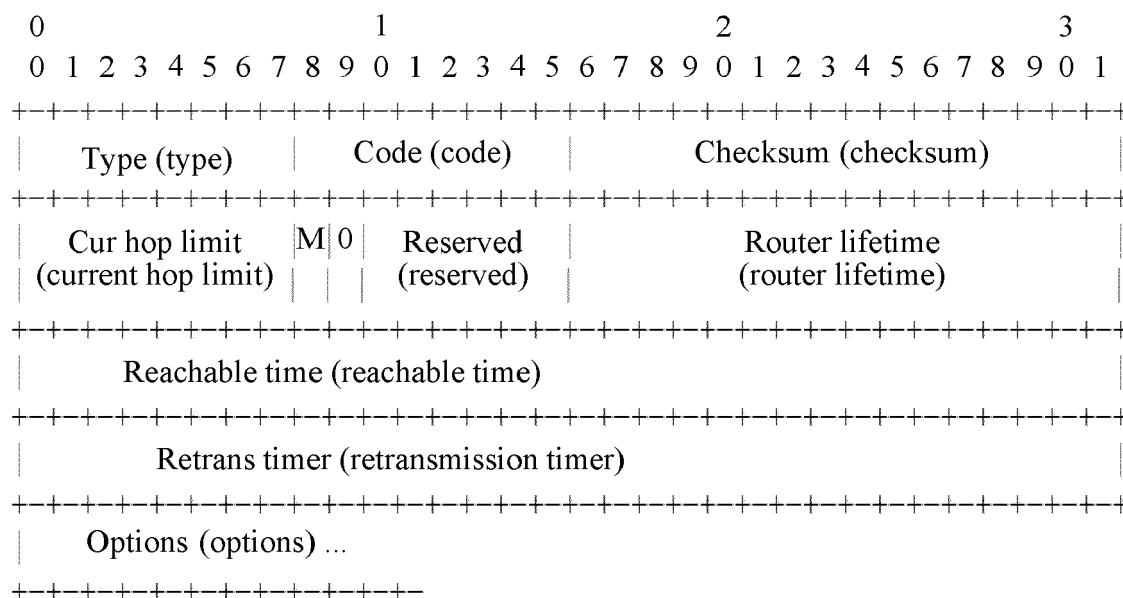 0 1 2 3
0 1 2 3 4 5 6 7 8 9 0 1 2 3 4 5 6 7 8 9 0 1 2 3 4 5 6 7 8 9 0 1
+-+-+-+-+-+-+-+-+-+-+-+-+-+-+-+-+-+-+-+-+-+-+-+-+-+-+-+-+-+-+-+-+
| Type (type) | Code (code) | Checksum (checksum) |
+-+-+-+-+-+-+-+-+-+-+-+-+-+-+-+-+-+-+-+-+-+-+-+-+-+-+-+-+-+-+-+-+
| Cur hop limit |M|0| Reserved | Router lifetime |
| (current hop limit) | | | (reserved) | (router lifetime) |
+-+-+-+-+-+-+-+-+-+-+-+-+-+-+-+-+-+-+-+-+-+-+-+-+-+-+-+-+-+-+-+-+
| Reachable time (reachable time) |
+-+-+-+-+-+-+-+-+-+-+-+-+-+-+-+-+-+-+-+-+-+-+-+-+-+-+-+-+-+-+-+-+
| Retrans timer (retransmission timer) |
+-+-+-+-+-+-+-+-+-+-+-+-+-+-+-+-+-+-+-+-+-+-+-+-+-+-+-+-+-+-+-+-+
| Options (options) ...
+-+-+-+-+-+-+-+-+-+-+-+-